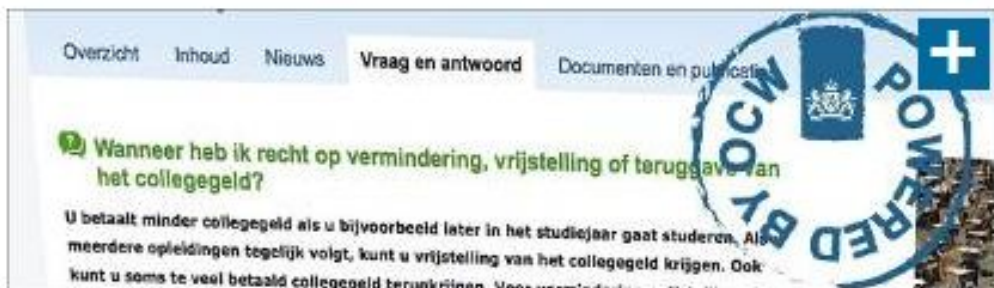 Overzicht Inhoud Nieuws Vraag en antwoord Documenten en publicaties
Wanneer heb ik recht op vermindering, vrijstelling of teruggave van
het collegegeld?
U betaalt minder collegegeld als u bijvoorbeeld later in het studiejaar gaat studeren. Als
meerdere opleidingen tegelijk volgt, kunt u vrijstelling van het collegegeld krijgen. Ook
kunt u soms te veel betaald collegegeld terugkrijgen. Voor vermindering
POWERED BY OCW